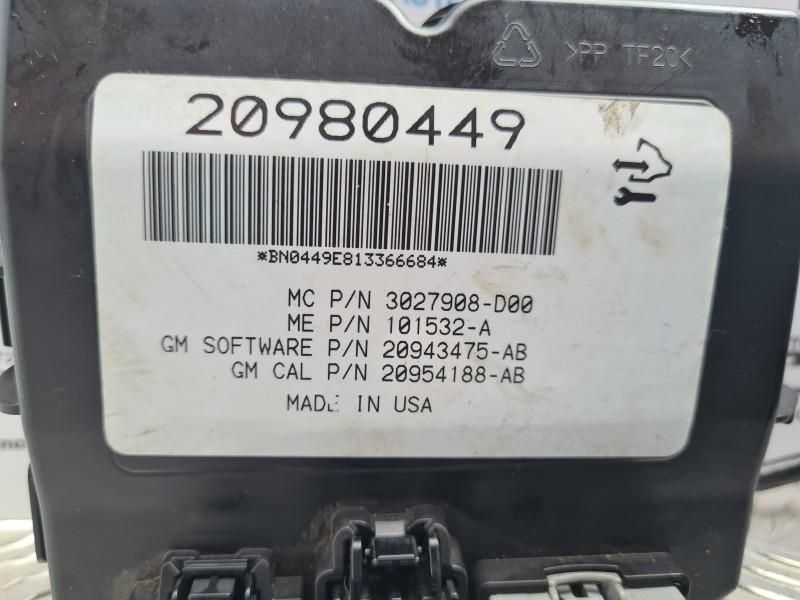 >PP TF20<
20980449
*BN0449E813366684*
MC P/N 3027908-D00
ME P/N 101532-A
GM SOFTWARE P/N 20943475-AB
GM CAL P/N 20954188-AB
MADE IN USA